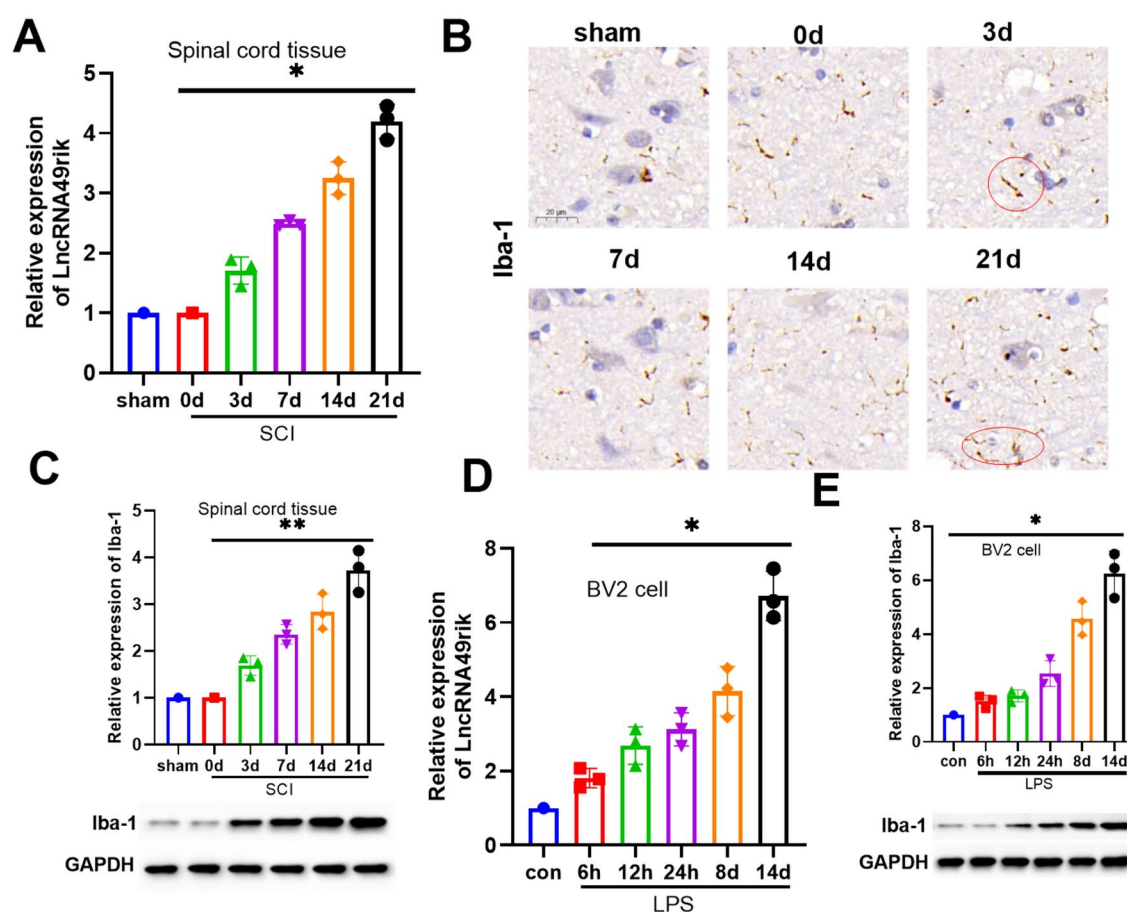 A
Spinal cord tissue
*
Relative expression
of LncRNA49rik
5
4
3
2
1
0
sham 0d 3d 7d 14d 21d
SCI
B
sham 0d 3d
20 μm
Iba-1
7d 14d 21d
C
Spinal cord tissue
**
Relative expression of Iba-1
5
4
3
2
1
0
sham 0d 3d 7d 14d 21d
SCI
Iba-1
GAPDH
D
*
BV2 cell
Relative expression
of LncRNA49rik
8
6
4
2
0
con 6h 12h 24h 8d 14d
LPS
E
*
BV2 cell
Relative expression of Iba-1
8
6
4
2
0
con 6h 12h 24h 8d 14d
LPS
Iba-1
GAPDH